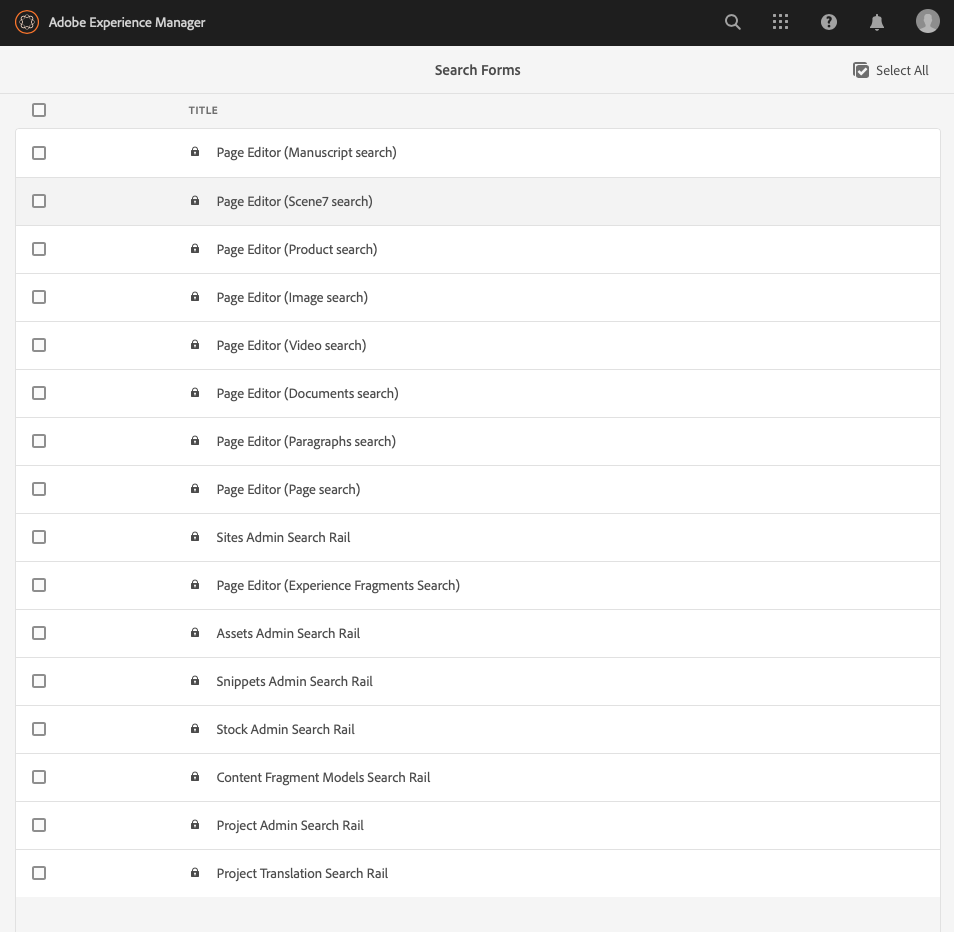 Adobe Experience Manager
Search Forms
Select All
TITLE
Page Editor (Manuscript search)
Page Editor (Scene7 search)
Page Editor (Product search)
Page Editor (Image search)
Page Editor (Video search)
Page Editor (Documents search)
Page Editor (Paragraphs search)
Page Editor (Page search)
Sites Admin Search Rail
Page Editor (Experience Fragments Search)
Assets Admin Search Rail
Snippets Admin Search Rail
Stock Admin Search Rail
Content Fragment Models Search Rail
Project Admin Search Rail
Project Translation Search Rail